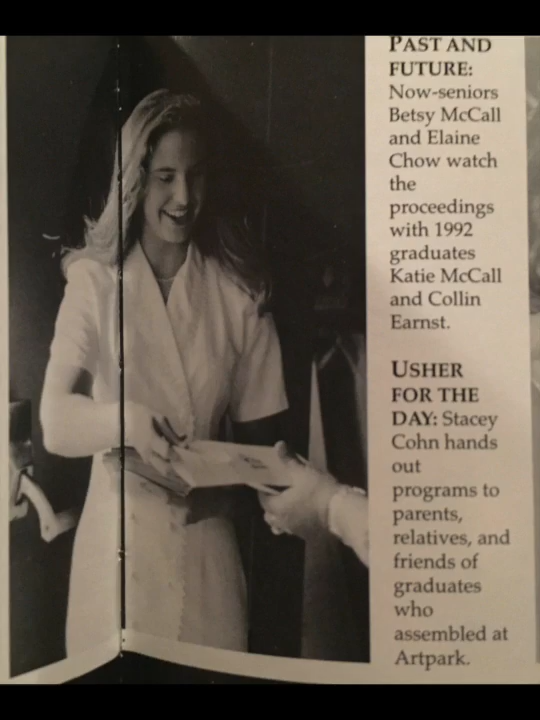 PAST AND
FUTURE:
Now-seniors
Betsy McCall
and Elaine
Chow watch
the
proceedings
with 1992
graduates
Katie McCall
and Collin
Earnst.
USHER
FOR THE
DAY: Stacey
Cohn hands
out
programs to
parents,
relatives, and
friends of
graduates
who
assembled at
Artpark.